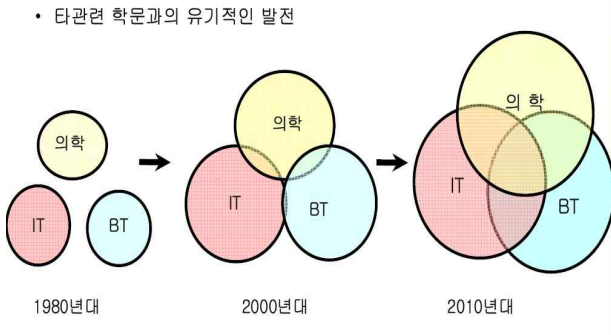 • 타관련 학문과의 유기적인 발전
의학
IT
BT
의학
IT
BT
의 학
IT
BT
1980년대
2000년대
2010년대